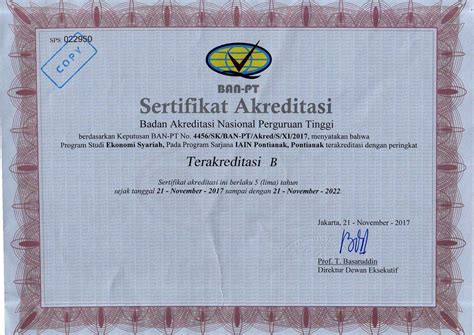 SPS 022950
COPY
BAN-PT
Sertifikat Akreditasi
Badan Akreditasi Nasional Perguruan Tinggi
berdasarkan Keputusan BAN-PT No. 4456/SK/BAN-PT/Akred/S/XI/2017, menyatakan bahwa
Program Studi Ekonomi Syariah, Pada Program Sarjana IAIN Pontianak, Pontianak terakreditasi dengan peringkat
Terakreditasi B
Sertifikat akreditasi ini berlaku 5 (lima) tahun
sejak tanggal 21 - November - 2017 sampai dengan 21 - November - 2022.
Jakarta, 21 - November - 2017
Prof. T. Basaruddin
Direktur Dewan Eksekutif